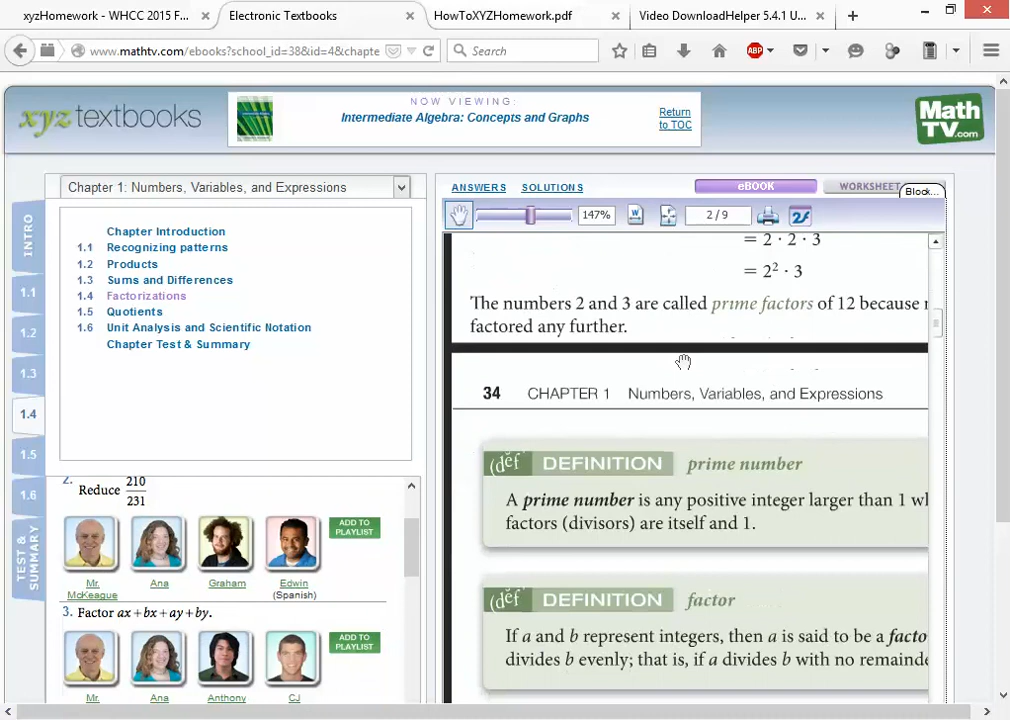 xyzHomework - WHCC 2015 F...
Electronic Textbooks
HowToXYZHomework.pdf
Video DownloadHelper 5.4.1 U...
www.mathtv.com/ebooks?school_id=38&id=4&chapte
Search
ABP
xyz textbooks
NOW VIEWING:
Intermediate Algebra: Concepts and Graphs
Return
to TOC
MathTV.com
Chapter 1: Numbers, Variables, and Expressions
INTRO
1.1
1.2
1.3
1.4
1.5
1.6
TEST & SUMMARY
Chapter Introduction
1.1 Recognizing patterns
1.2 Products
1.3 Sums and Differences
1.4 Factorizations
1.5 Quotients
1.6 Unit Analysis and Scientific Notation
Chapter Test & Summary
2. Reduce 210/231
ADD TO
PLAYLIST
Mr. McKeague
Ana
Graham
Edwin (Spanish)
3. Factor ax + bx + ay + by.
ADD TO
PLAYLIST
Mr.
Ana
Anthony
CJ
ANSWERS
SOLUTIONS
eBOOK
WORKSHEET
Block...
147%
2 / 9
= 2 · 2 · 3
= 2² · 3
The numbers 2 and 3 are called prime factors of 12 because
factored any further.
34 CHAPTER 1 Numbers, Variables, and Expressions
(def DEFINITION prime number
A prime number is any positive integer larger than 1 wh
factors (divisors) are itself and 1.
(def DEFINITION factor
If a and b represent integers, then a is said to be a facto
divides b evenly; that is, if a divides b with no remainde